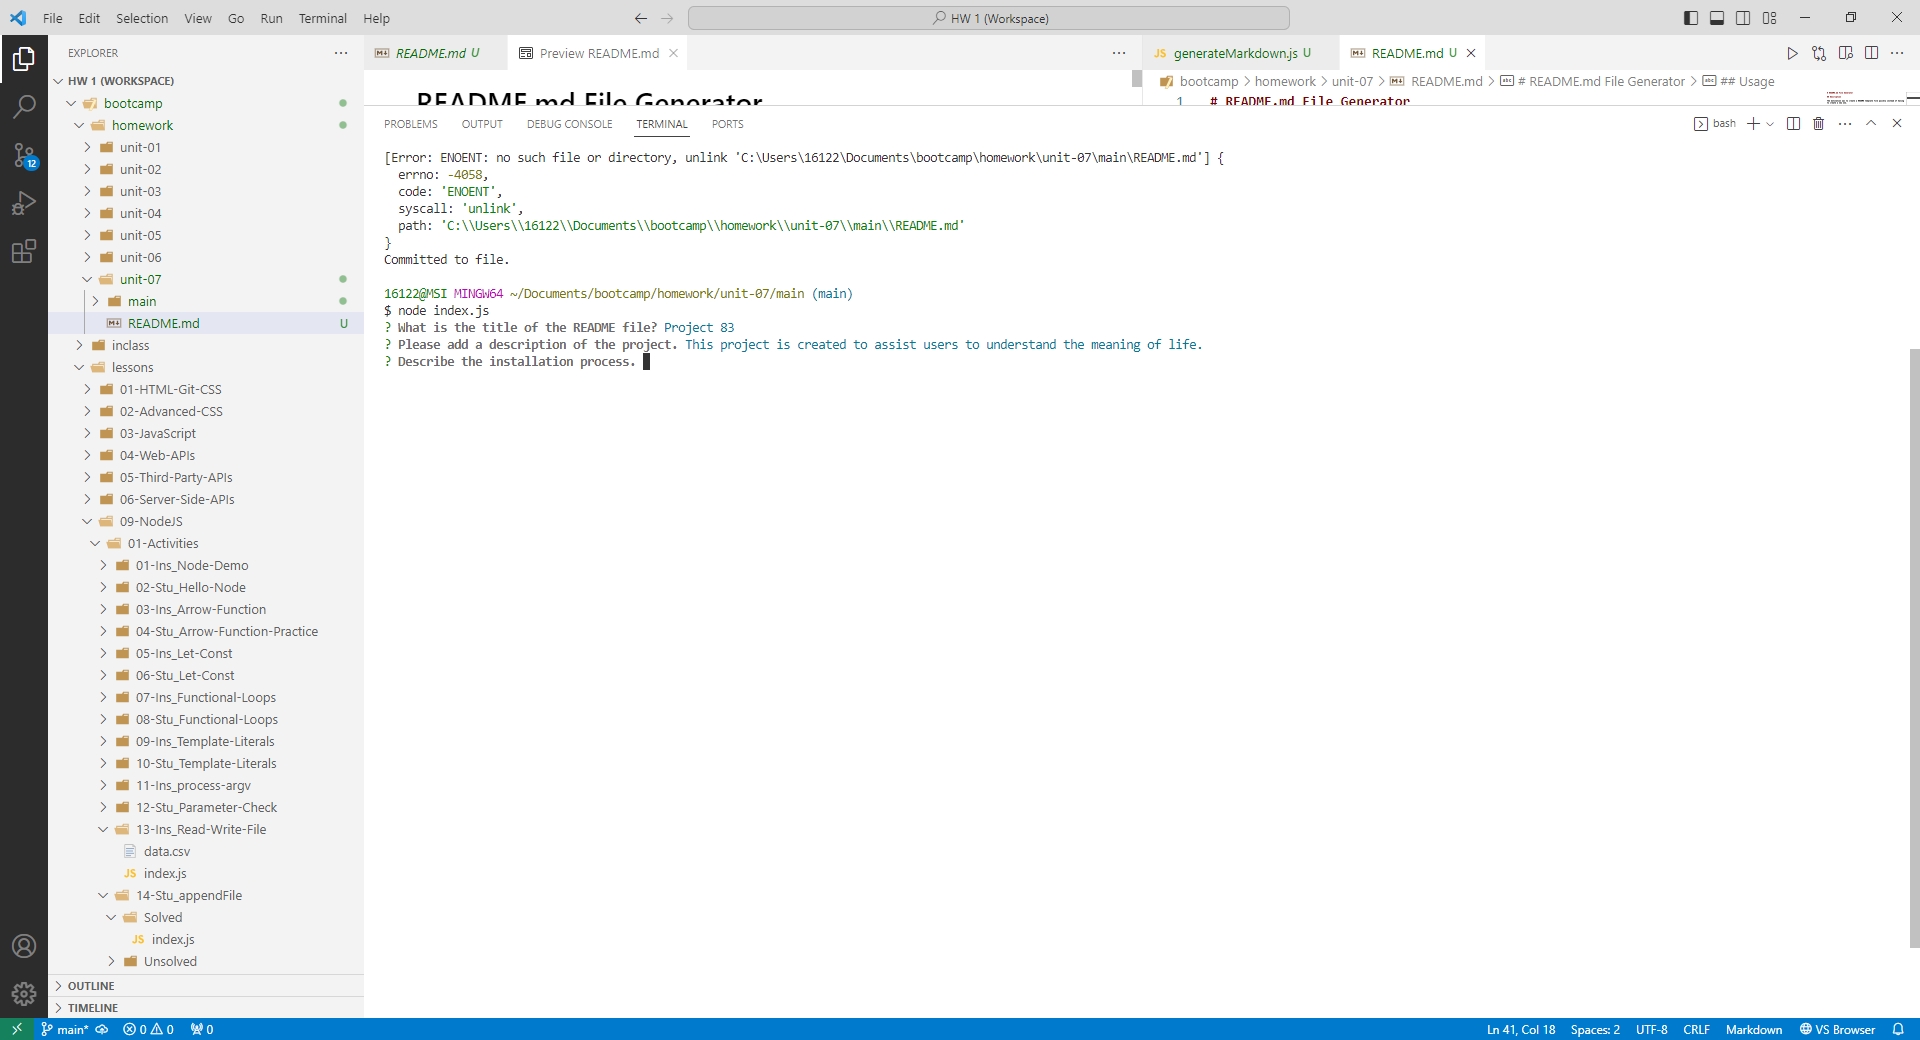 File Edit Selection View Go Run Terminal Help
HW 1 (Workspace)
EXPLORER
HW 1 (WORKSPACE)
bootcamp
homework
unit-01
unit-02
unit-03
unit-04
unit-05
unit-06
unit-07
main
README.md U
inclass
lessons
01-HTML-Git-CSS
02-Advanced-CSS
03-JavaScript
04-Web-APIs
05-Third-Party-APIs
06-Server-Side-APIs
09-NodeJS
01-Activities
01-Ins_Node-Demo
02-Stu_Hello-Node
03-Ins_Arrow-Function
04-Stu_Arrow-Function-Practice
05-Ins_Let-Const
06-Stu_Let-Const
07-Ins_Functional-Loops
08-Stu_Functional-Loops
09-Ins_Template-Literals
10-Stu_Template-Literals
11-Ins_process-argv
12-Stu_Parameter-Check
13-Ins_Read-Write-File
data.csv
JS index.js
14-Stu_appendFile
Solved
JS index.js
Unsolved
OUTLINE
TIMELINE
12
README.md U
Preview README.md
README.md File Generator
JS generateMarkdown.js U
README.md U
bootcamp > homework > unit-07 > README.md > # README.md File Generator > ## Usage
1 # README.md File Generator
PROBLEMS OUTPUT DEBUG CONSOLE TERMINAL PORTS
bash
[Error: ENOENT: no such file or directory, unlink 'C:\Users\16122\Documents\bootcamp\homework\unit-07\main\README.md'] {
errno: -4058,
code: 'ENOENT',
syscall: 'unlink',
path: 'C:\\Users\\16122\\Documents\\bootcamp\\homework\\unit-07\\main\\README.md'
}
Committed to file.
16122@MSI MINGW64 ~/Documents/bootcamp/homework/unit-07/main (main)
$ node index.js
? What is the title of the README file? Project 83
? Please add a description of the project. This project is created to assist users to understand the meaning of life.
? Describe the installation process.
main* 0 0 0
Ln 41, Col 18 Spaces: 2 UTF-8 CRLF Markdown VS Browser